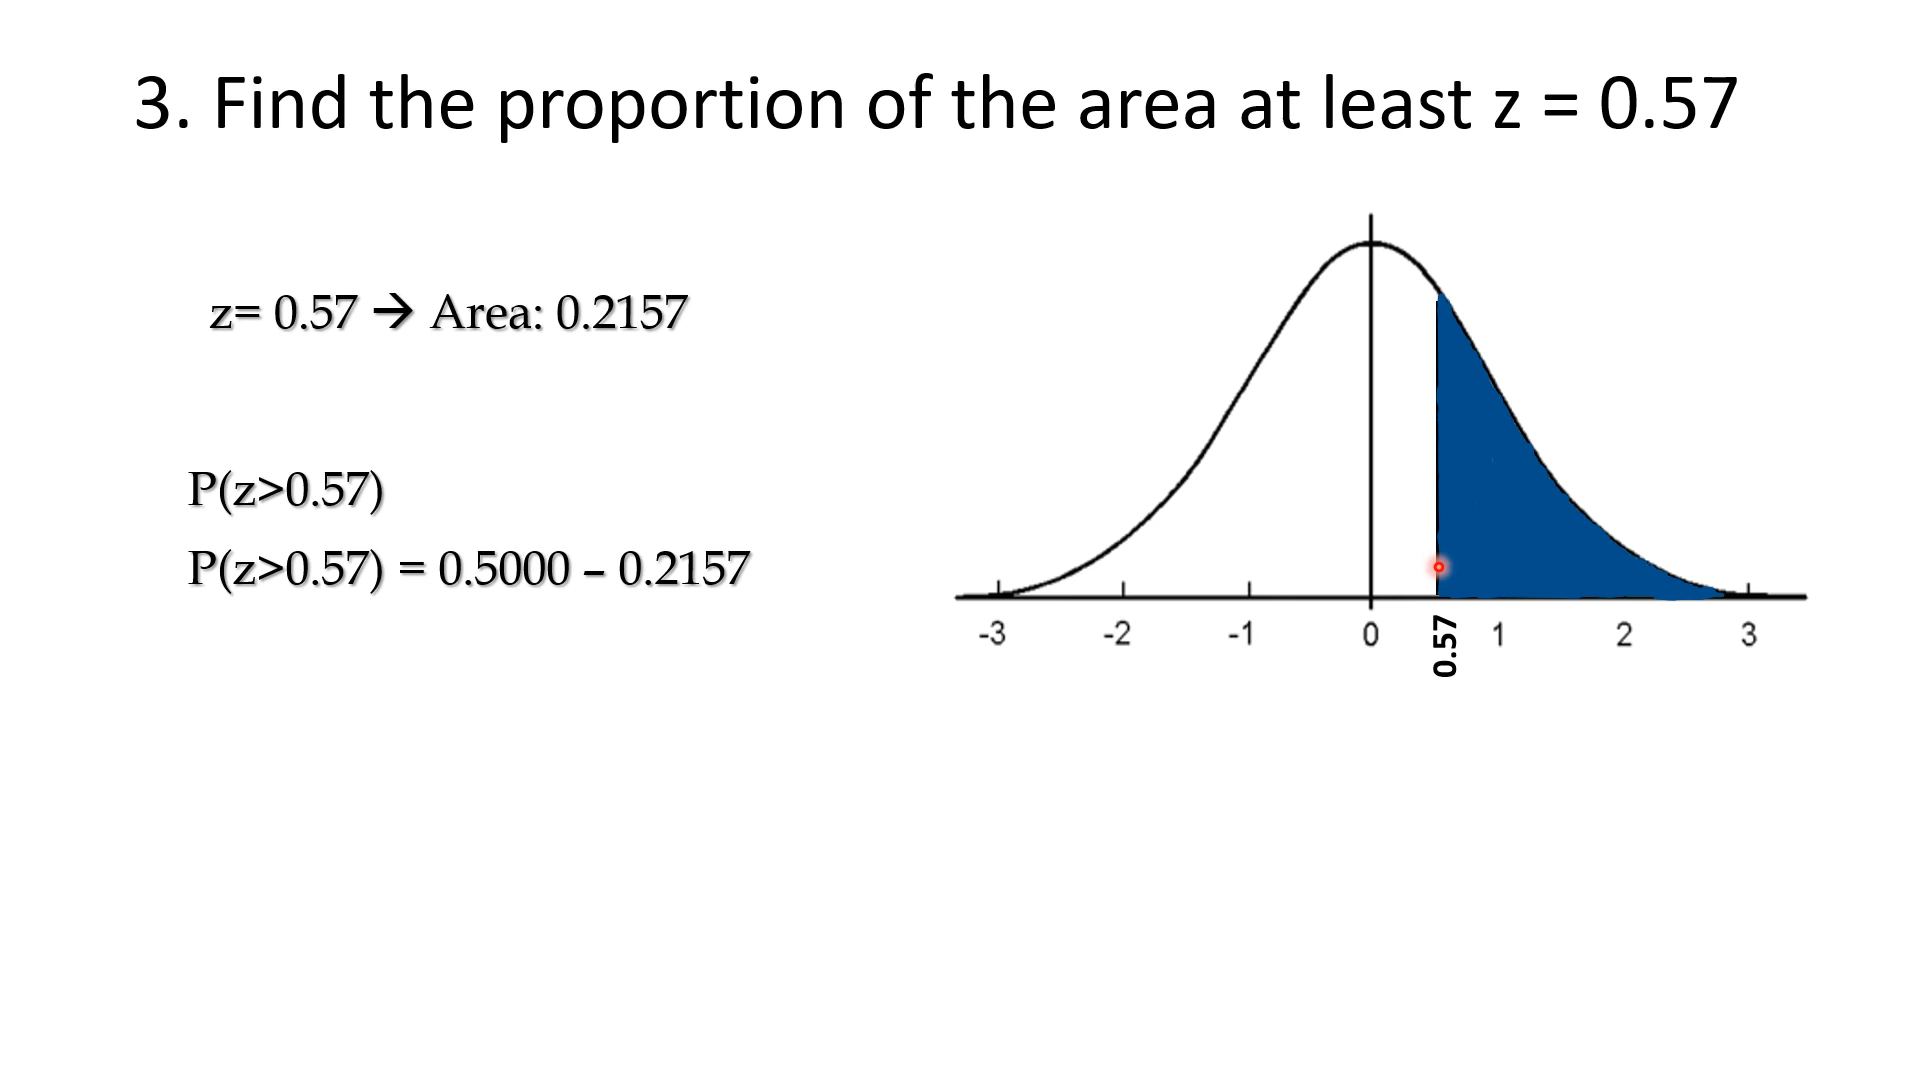 3. Find the proportion of the area at least z = 0.57
z= 0.57 → Area: 0.2157
P(z>0.57)
P(z>0.57) = 0.5000 – 0.2157
-3 -2 -1 0 0.57 1 2 3